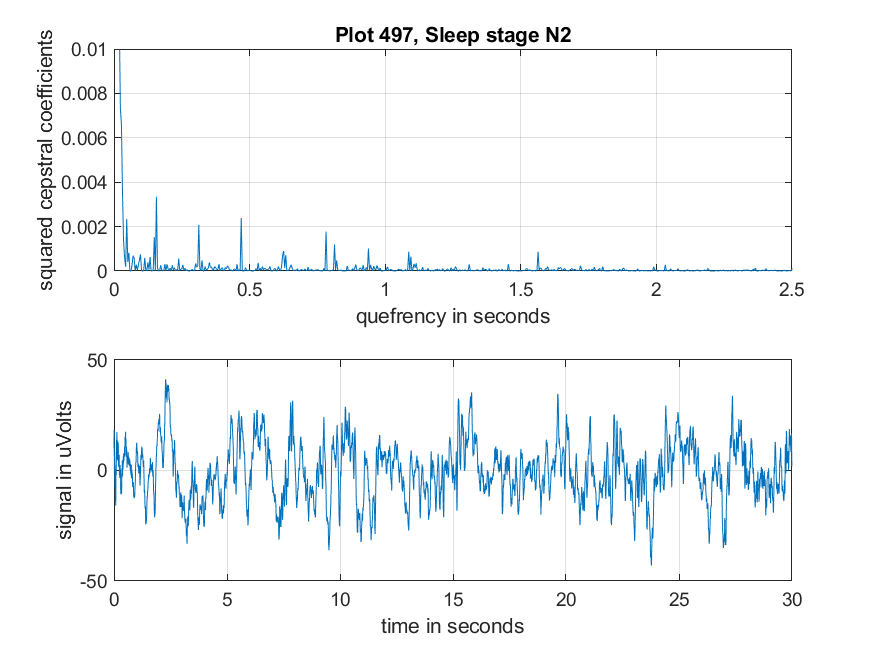 Plot 497, Sleep stage N2
squared cepstral coefficients
0.01
0.008
0.006
0.004
0.002
0
0 0.5 1 1.5 2 2.5
quefrency in seconds
signal in uVolts
50
0
-50
0 5 10 15 20 25 30
time in seconds